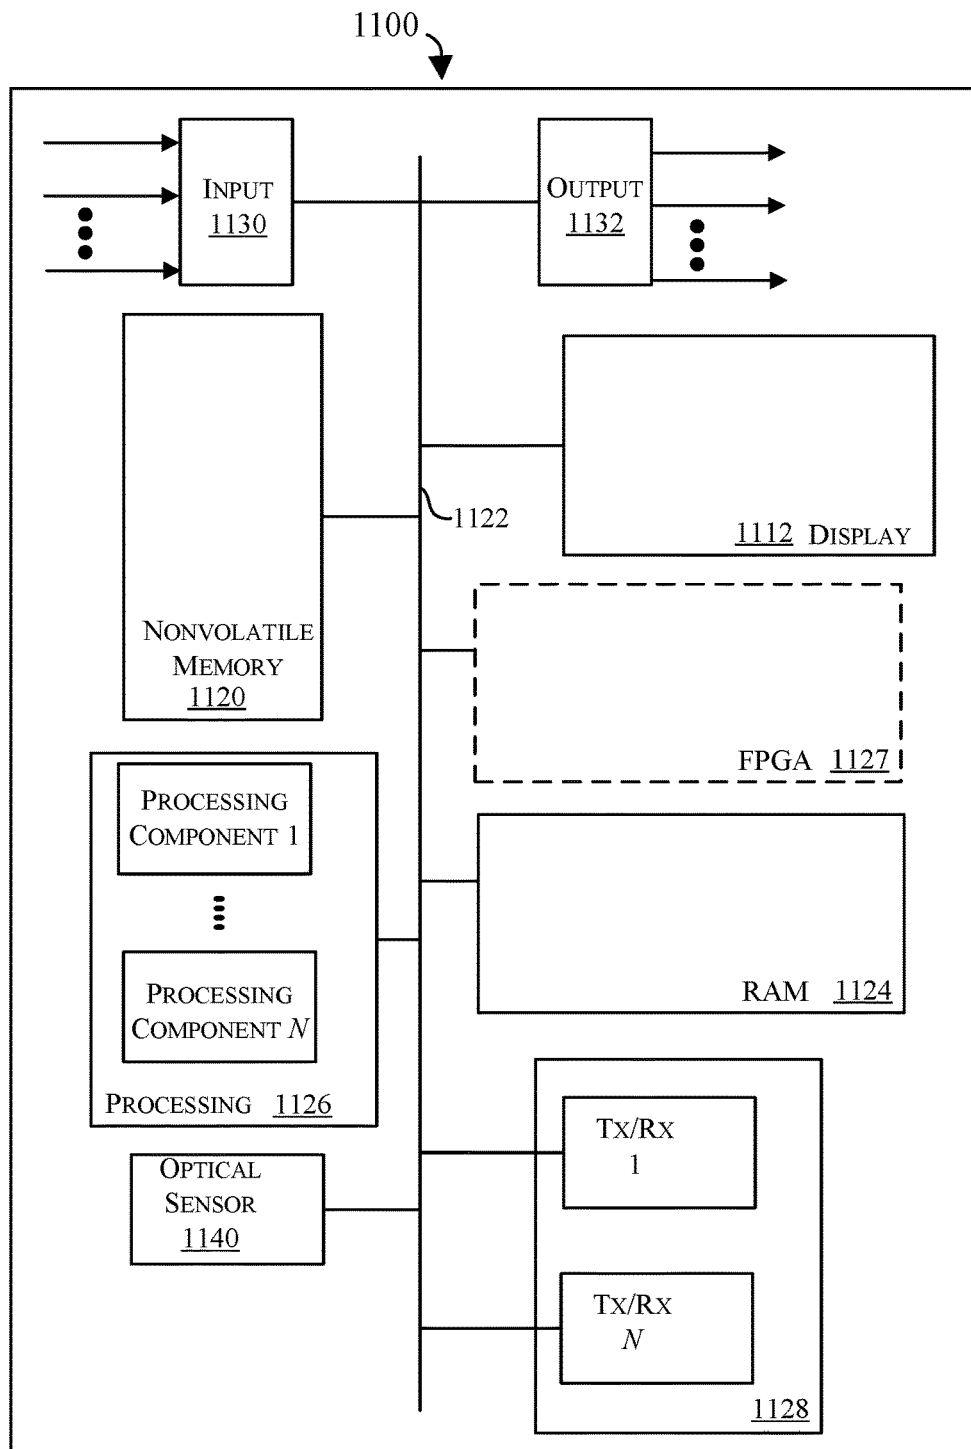 1100
INPUT
1130
OUTPUT
1132
1122
1112 DISPLAY
NONVOLATILE
MEMORY
1120
FPGA 1127
PROCESSING
COMPONENT 1
PROCESSING
COMPONENT N
PROCESSING 1126
RAM 1124
OPTICAL
SENSOR
1140
TX/RX
1
TX/RX
N
1128